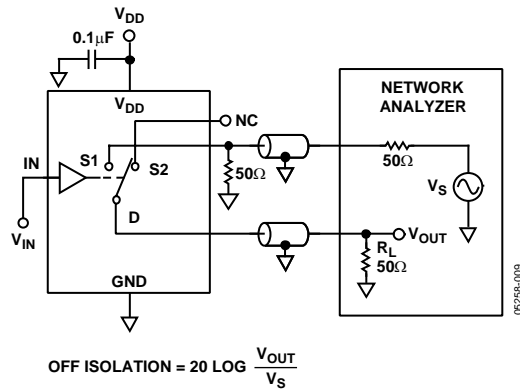 VDD
0.1µF
VDD
NC
NETWORK
ANALYZER
IN
S1
S2
50Ω
50Ω
VS
VIN
D
VOUT
RL
50Ω
GND
OFF ISOLATION = 20 LOG VOUT
VS
05258-009